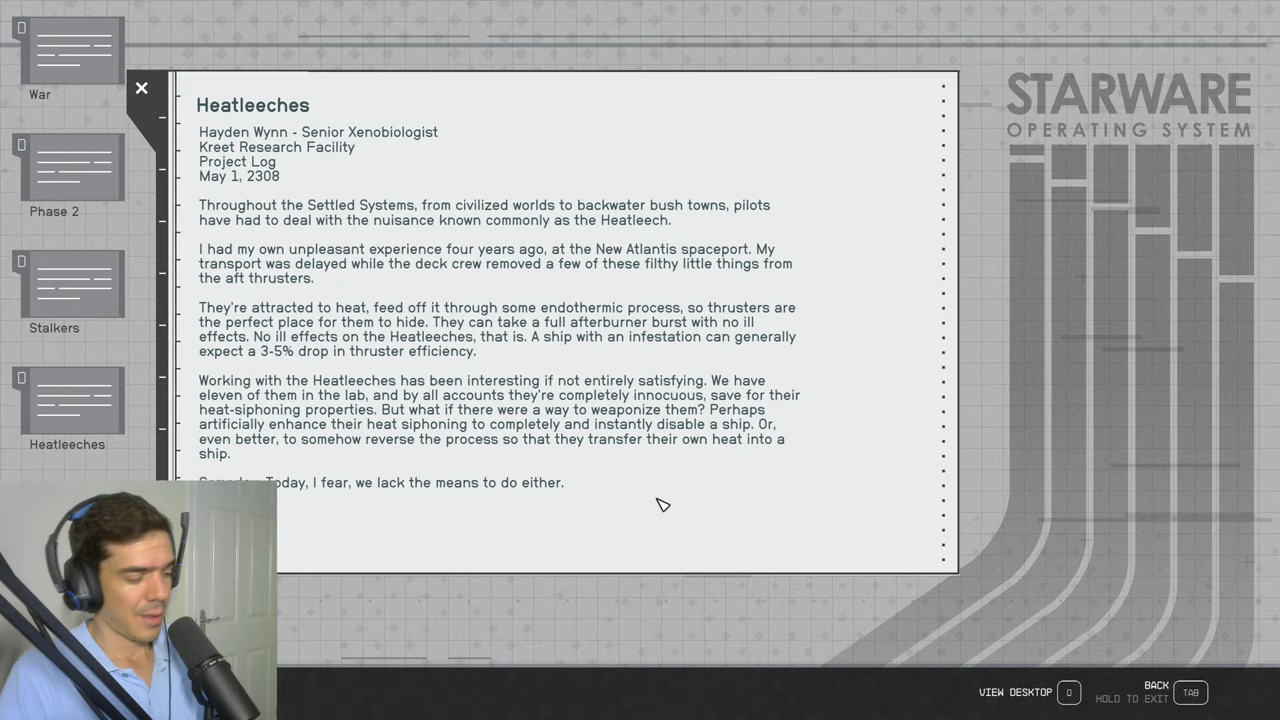 War
Phase 2
Stalkers
Heatleeches
Heatleeches
Hayden Wynn - Senior Xenobiologist
Kreet Research Facility
Project Log
May 1, 2308
Throughout the Settled Systems, from civilized worlds to backwater bush towns, pilots
have had to deal with the nuisance known commonly as the Heatleech.
I had my own unpleasant experience four years ago, at the New Atlantis spaceport. My
transport was delayed while the deck crew removed a few of these filthy little things from
the aft thrusters.
They're attracted to heat, feed off it through some endothermic process, so thrusters are
the perfect place for them to hide. They can take a full afterburner burst with no ill
effects. No ill effects on the Heatleeches, that is. A ship with an infestation can generally
expect a 3-5% drop in thruster efficiency.
Working with the Heatleeches has been interesting if not entirely satisfying. We have
eleven of them in the lab, and by all accounts they're completely innocuous, save for their
heat-siphoning properties. But what if there were a way to weaponize them? Perhaps
artificially enhance their heat siphoning to completely and instantly disable a ship. Or,
even better, to somehow reverse the process so that they transfer their own heat into a
ship.
Today, I fear, we lack the means to do either.
STARWARE
OPERATING SYSTEM
VIEW DESKTOP Q
BACK
HOLD TO EXIT TAB